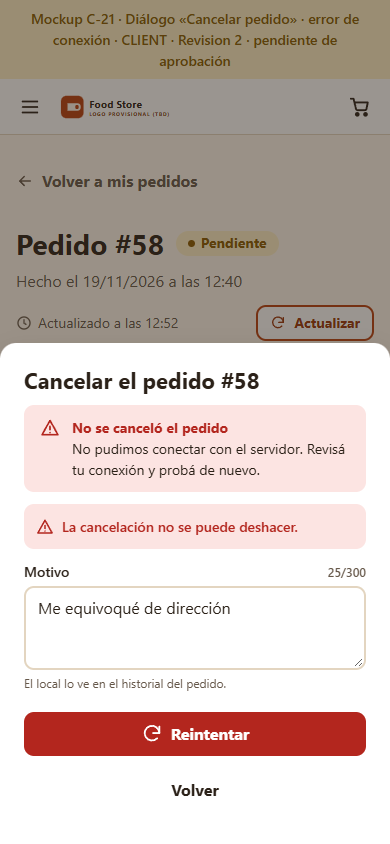 Mockup C-21 · Diálogo «Cancelar pedido» · error de
conexión · CLIENT · Revision 2 · pendiente de
aprobación
Food Store
LOGO PROVISIONAL (TBD)
Volver a mis pedidos
Pedido #58
Pendiente
Hecho el 19/11/2026 a las 12:40
Actualizado a las 12:52
Actualizar
Cancelar el pedido #58
No se canceló el pedido
No pudimos conectar con el servidor. Revisá
tu conexión y probá de nuevo.
La cancelación no se puede deshacer.
Motivo
25/300
Me equivoqué de dirección
El local lo ve en el historial del pedido.
Reintentar
Volver